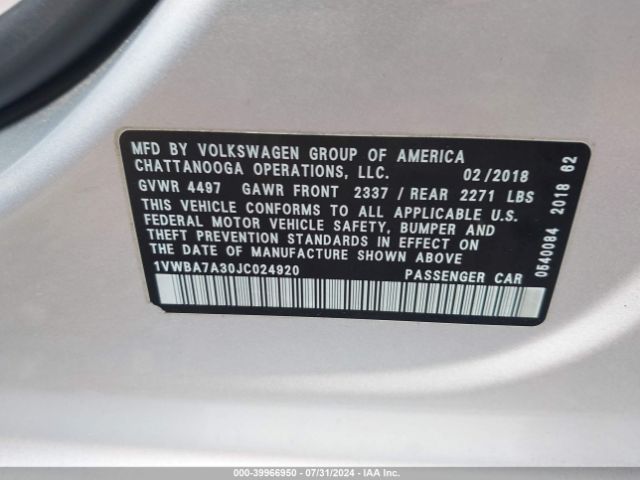 MFD BY VOLKSWAGEN GROUP OF AMERICA
CHATTANOOGA OPERATIONS, LLC. 02/2018
GVWR 4497 GAWR FRONT 2337 / REAR 2271 LBS
THIS VEHICLE CONFORMS TO ALL APPLICABLE U.S.
FEDERAL MOTOR VEHICLE SAFETY, BUMPER AND
THEFT PREVENTION STANDARDS IN EFFECT ON
THE DATE OF MANUFACTURE SHOWN ABOVE
1VWBA7A30JC024920 PASSENGER CAR
0540084 2018 62
000-39966950 / 07/31/2024 - IAA Inc.